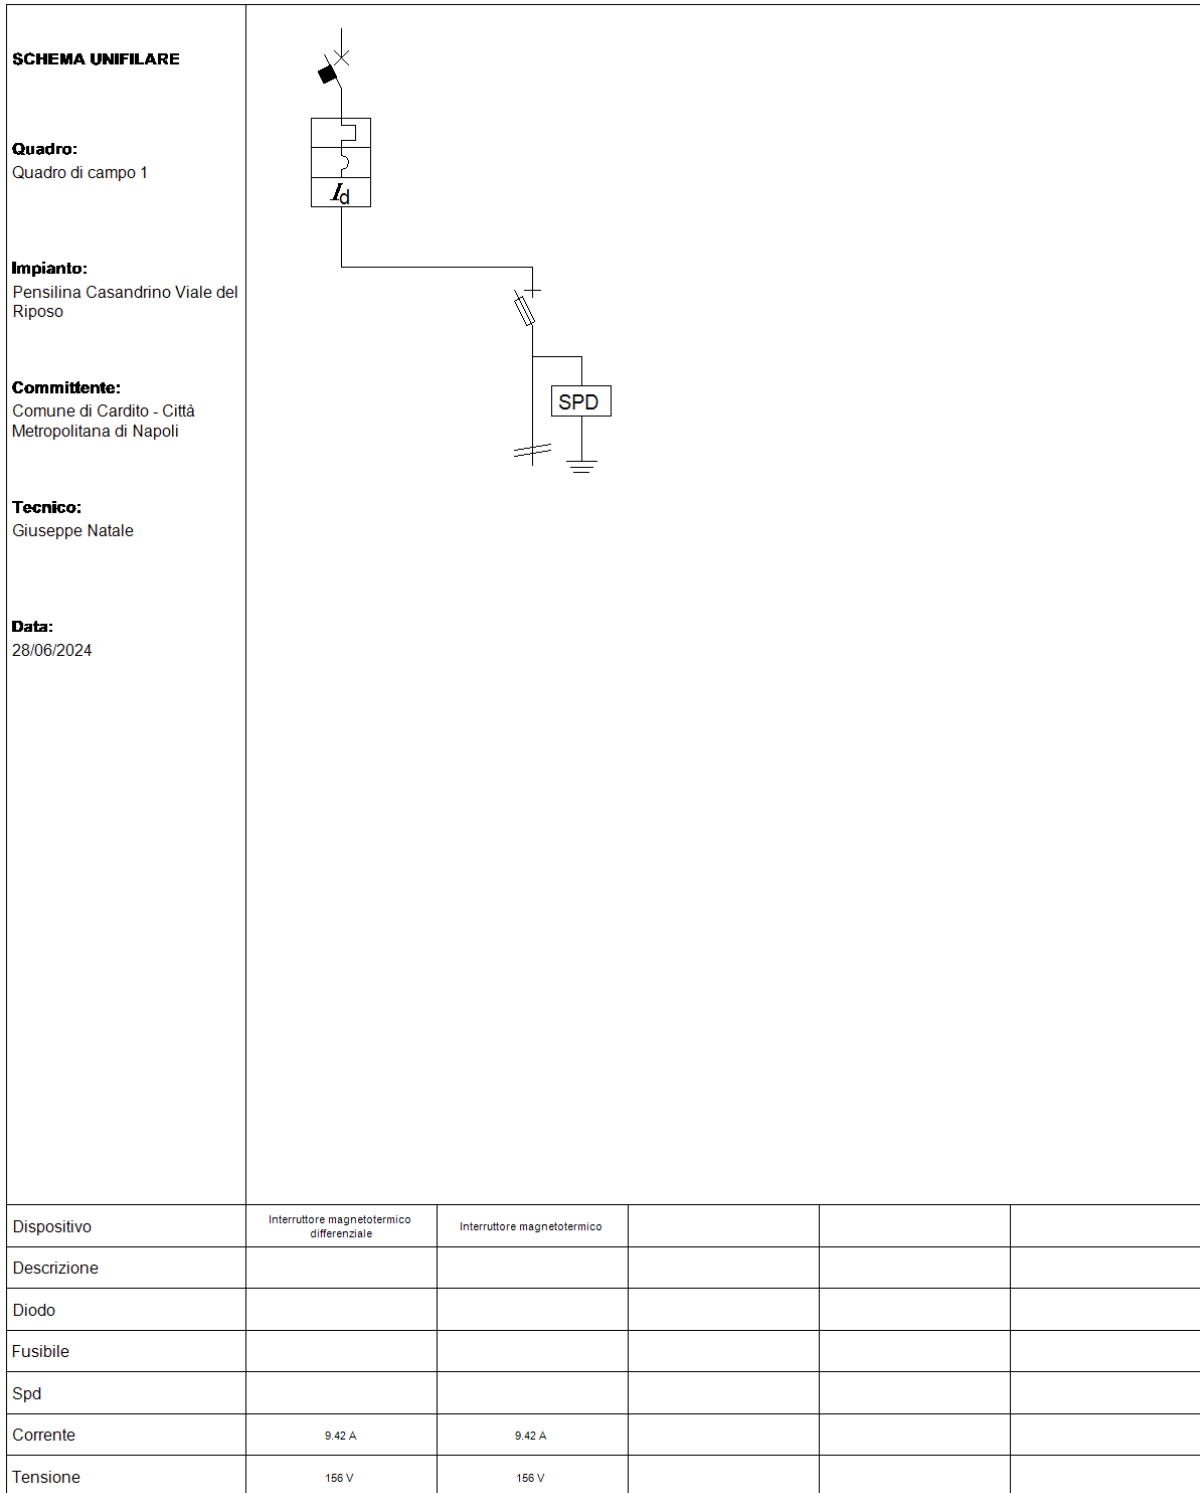 SCHEMA UNIFILARE
Quadro:
Quadro di campo 1
Impianto:
Pensilina Casandrino Viale del
Riposo
Committente:
Comune di Cardito - Città
Metropolitana di Napoli
Tecnico:
Giuseppe Natale
Data:
28/06/2024
Id
SPD
Dispositivo
Interruttore magnetotermico
differenziale
Interruttore magnetotermico
Descrizione
Diodo
Fusibile
Spd
Corrente
9.42 A
9.42 A
Tensione
156 V
156 V